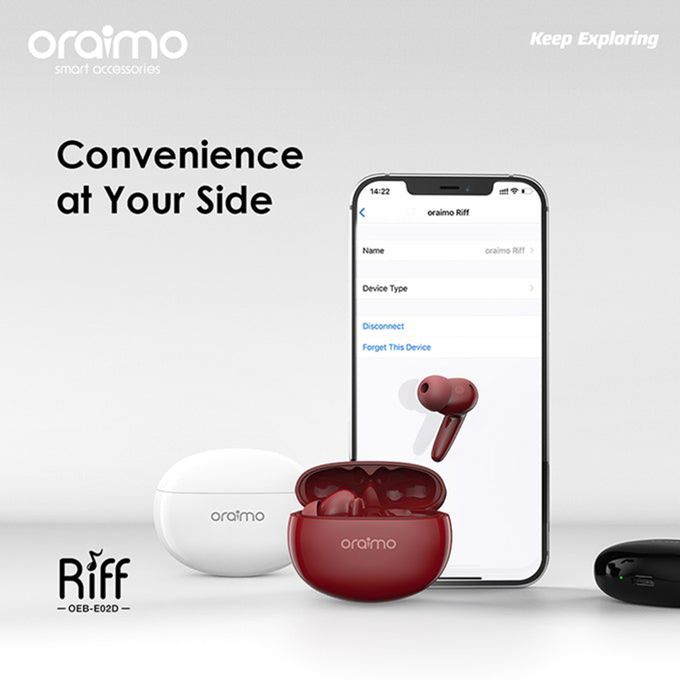 oraimo
smart accessories
Keep Exploring
Convenience
at Your Side
14:22
oraimo Riff
Name
oraimo Riff
Device Type
Disconnect
Forget This Device
oraimo
oraimo
Riff
OEB-E02D